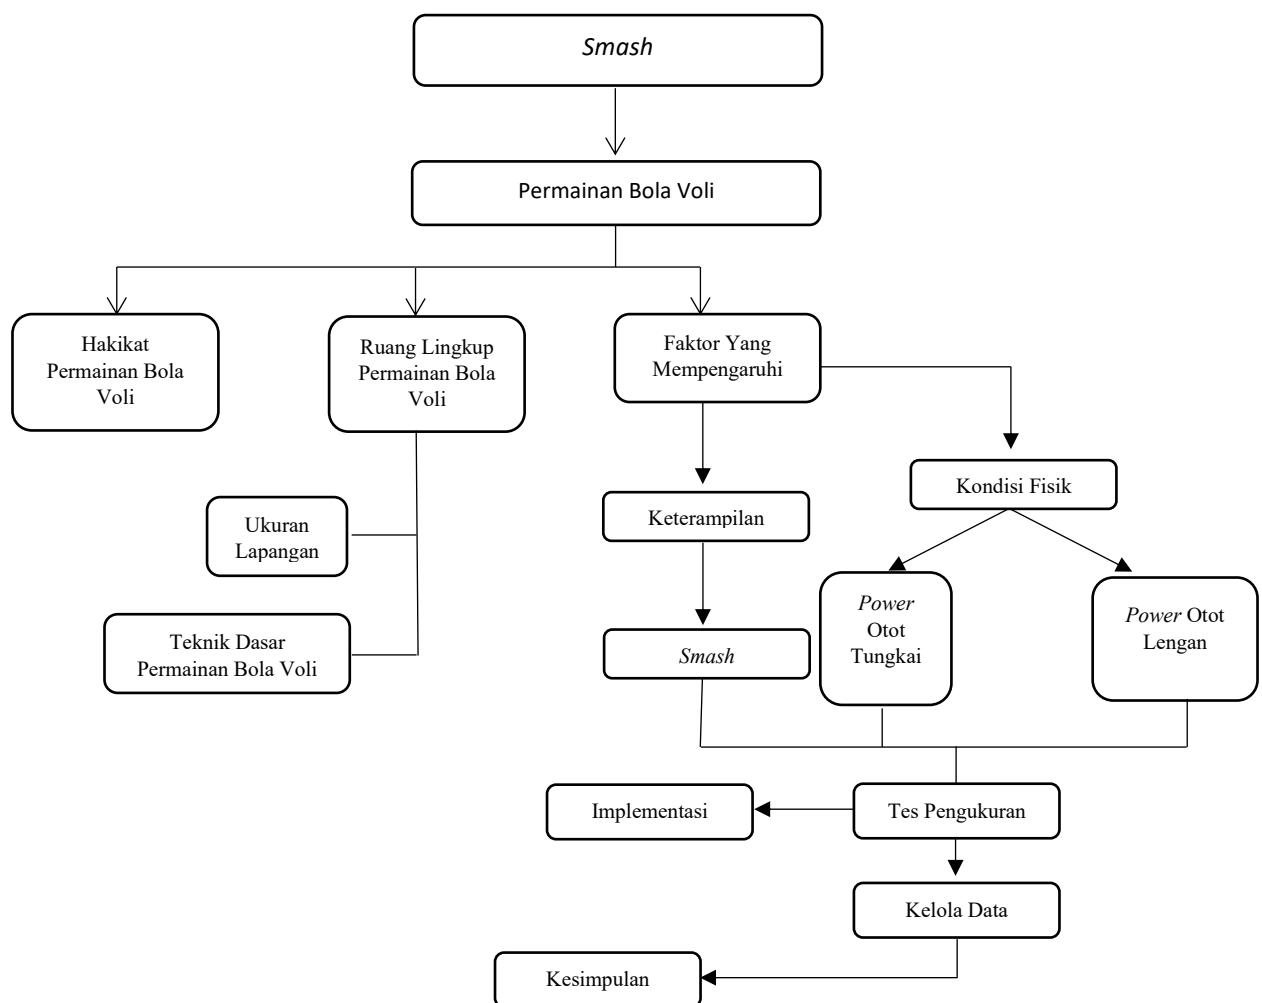 Smash
Permainan Bola Voli
Hakikat
Permainan Bola
Voli
Ruang Lingkup
Permainan Bola
Voli
Faktor Yang
Mempengaruhi
Kondisi Fisik
Ukuran
Lapangan
Keterampilan
Teknik Dasar
Permainan Bola Voli
Smash
Power
Otot
Tungkai
Power Otot
Lengan
Implementasi
Tes Pengukuran
Kelola Data
Kesimpulan